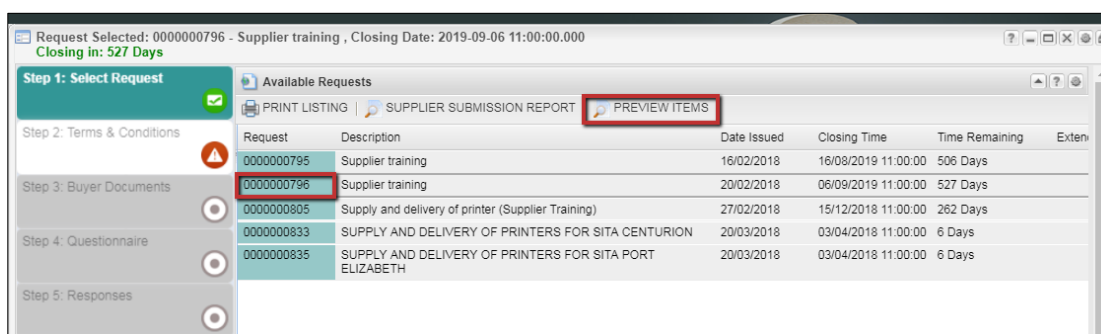 Request Selected: 0000000796 - Supplier training , Closing Date: 2019-09-06 11:00:00.000
Closing in: 527 Days
Step 1: Select Request
Step 2: Terms & Conditions
Step 3: Buyer Documents
Step 4: Questionnaire
Step 5: Responses
Available Requests
PRINT LISTING | SUPPLIER SUBMISSION REPORT PREVIEW ITEMS
Request Description Date Issued Closing Time Time Remaining
0000000795 Supplier training 16/02/2018 16/08/2019 11:00:00 506 Days
0000000796 Supplier training 20/02/2018 06/09/2019 11:00:00 527 Days
0000000805 Supply and delivery of printer (Supplier Training) 27/02/2018 15/12/2018 11:00:00 262 Days
0000000833 SUPPLY AND DELIVERY OF PRINTERS FOR SITA CENTURION 20/03/2018 03/04/2018 11:00:00 6 Days
0000000835 SUPPLY AND DELIVERY OF PRINTERS FOR SITA PORT 20/03/2018 03/04/2018 11:00:00 6 Days
ELIZABETH